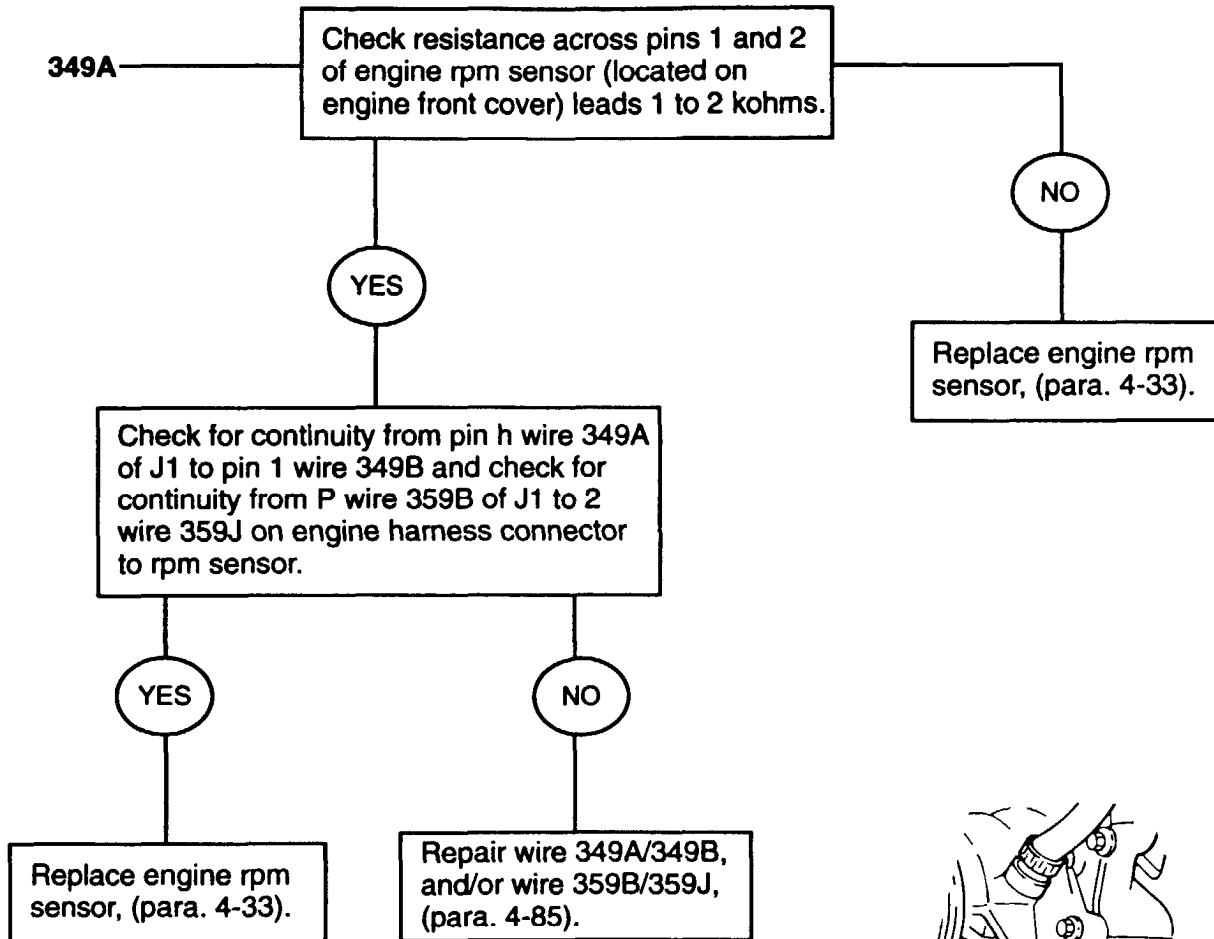 349A
Check resistance across pins 1 and 2
of engine rpm sensor (located on
engine front cover) leads 1 to 2 kohms.
NO
YES
Replace engine rpm
sensor, (para. 4-33).
Check for continuity from pin h wire 349A
of J1 to pin 1 wire 349B and check for
continuity from P wire 359B of J1 to 2
wire 359J on engine harness connector
to rpm sensor.
YES
NO
Replace engine rpm
sensor, (para. 4-33).
Repair wire 349A/349B,
and/or wire 359B/359J,
(para. 4-85).